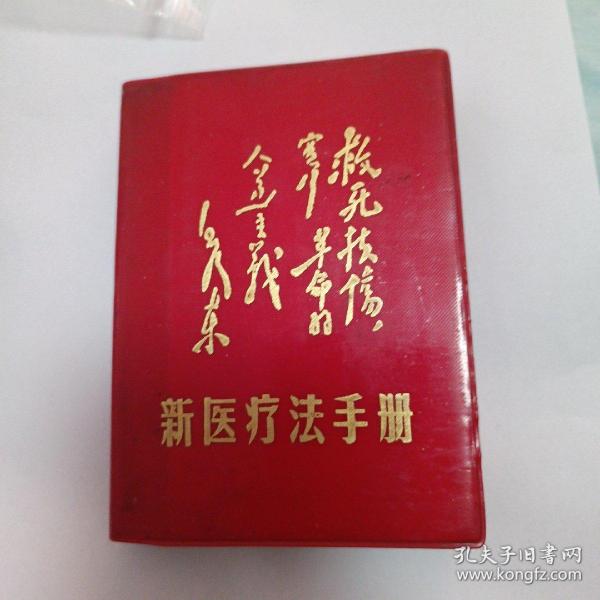 救死扶伤，
实行革命的
人道主义
毛泽东
新医疗法手册
孔夫子旧书网
www.kongfz.com